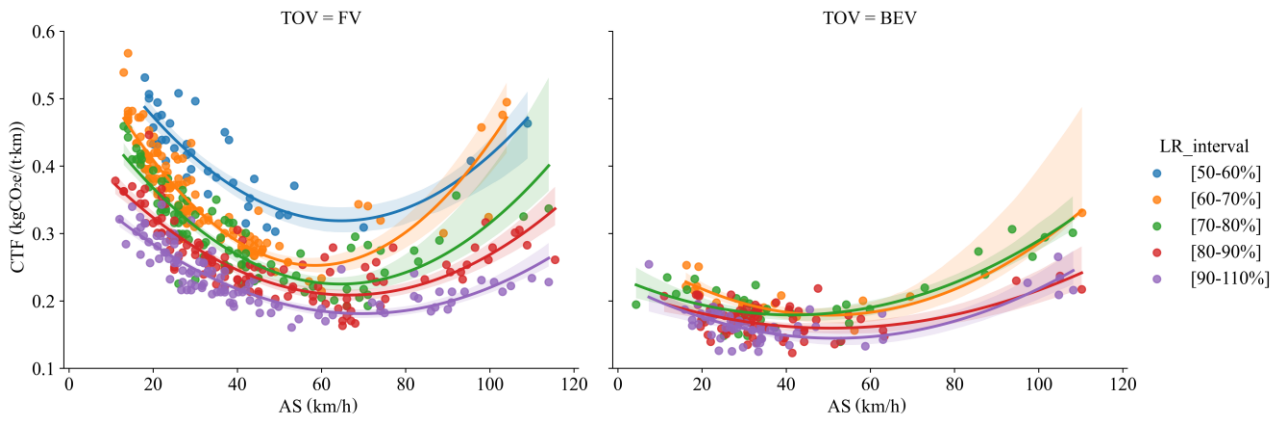 TOV = FV
TOV = BEV
0.6
0.5
0.4
0.3
0.2
0.1
CTF (kgCO₂e/(t·km))
0 20 40 60 80 100 120
0 20 40 60 80 100 120
AS (km/h)
AS (km/h)
LR_interval
[50-60%]
[60-70%]
[70-80%]
[80-90%]
[90-110%]